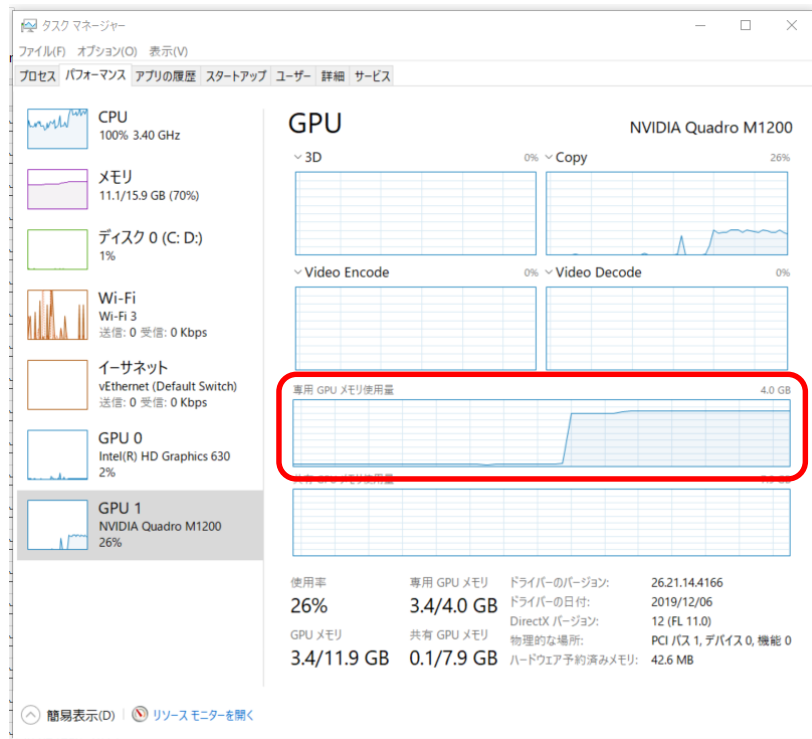 タスク マネージャー
ファイル(F) オプション(O) 表示(V)
プロセス パフォーマンス アプリの履歴 スタートアップ ユーザー 詳細 サービス
CPU
100% 3.40 GHz
メモリ
11.1/15.9 GB (70%)
ディスク 0 (C: D:)
1%
Wi-Fi
Wi-Fi 3
送信: 0 受信: 0 Kbps
イーサネット
vEthernet (Default Switch)
送信: 0 受信: 0 Kbps
GPU 0
Intel(R) HD Graphics 630
2%
GPU 1
NVIDIA Quadro M1200
26%
GPU NVIDIA Quadro M1200
3D 0% Copy 26%
Video Encode 0% Video Decode 0%
専用 GPU メモリ使用量 4.0 GB
共有 GPU メモリ使用量 7.9 GB
使用率
26%
専用 GPU メモリ
3.4/4.0 GB
GPU メモリ
3.4/11.9 GB
共有 GPU メモリ
0.1/7.9 GB
ドライバーのバージョン: 26.21.14.4166
ドライバーの日付: 2019/12/06
DirectX バージョン: 12 (FL 11.0)
物理的な場所: PCI バス 1, デバイス 0, 機能 0
ハードウェア予約済みメモリ: 42.6 MB
簡易表示(D) リソース モニターを開く